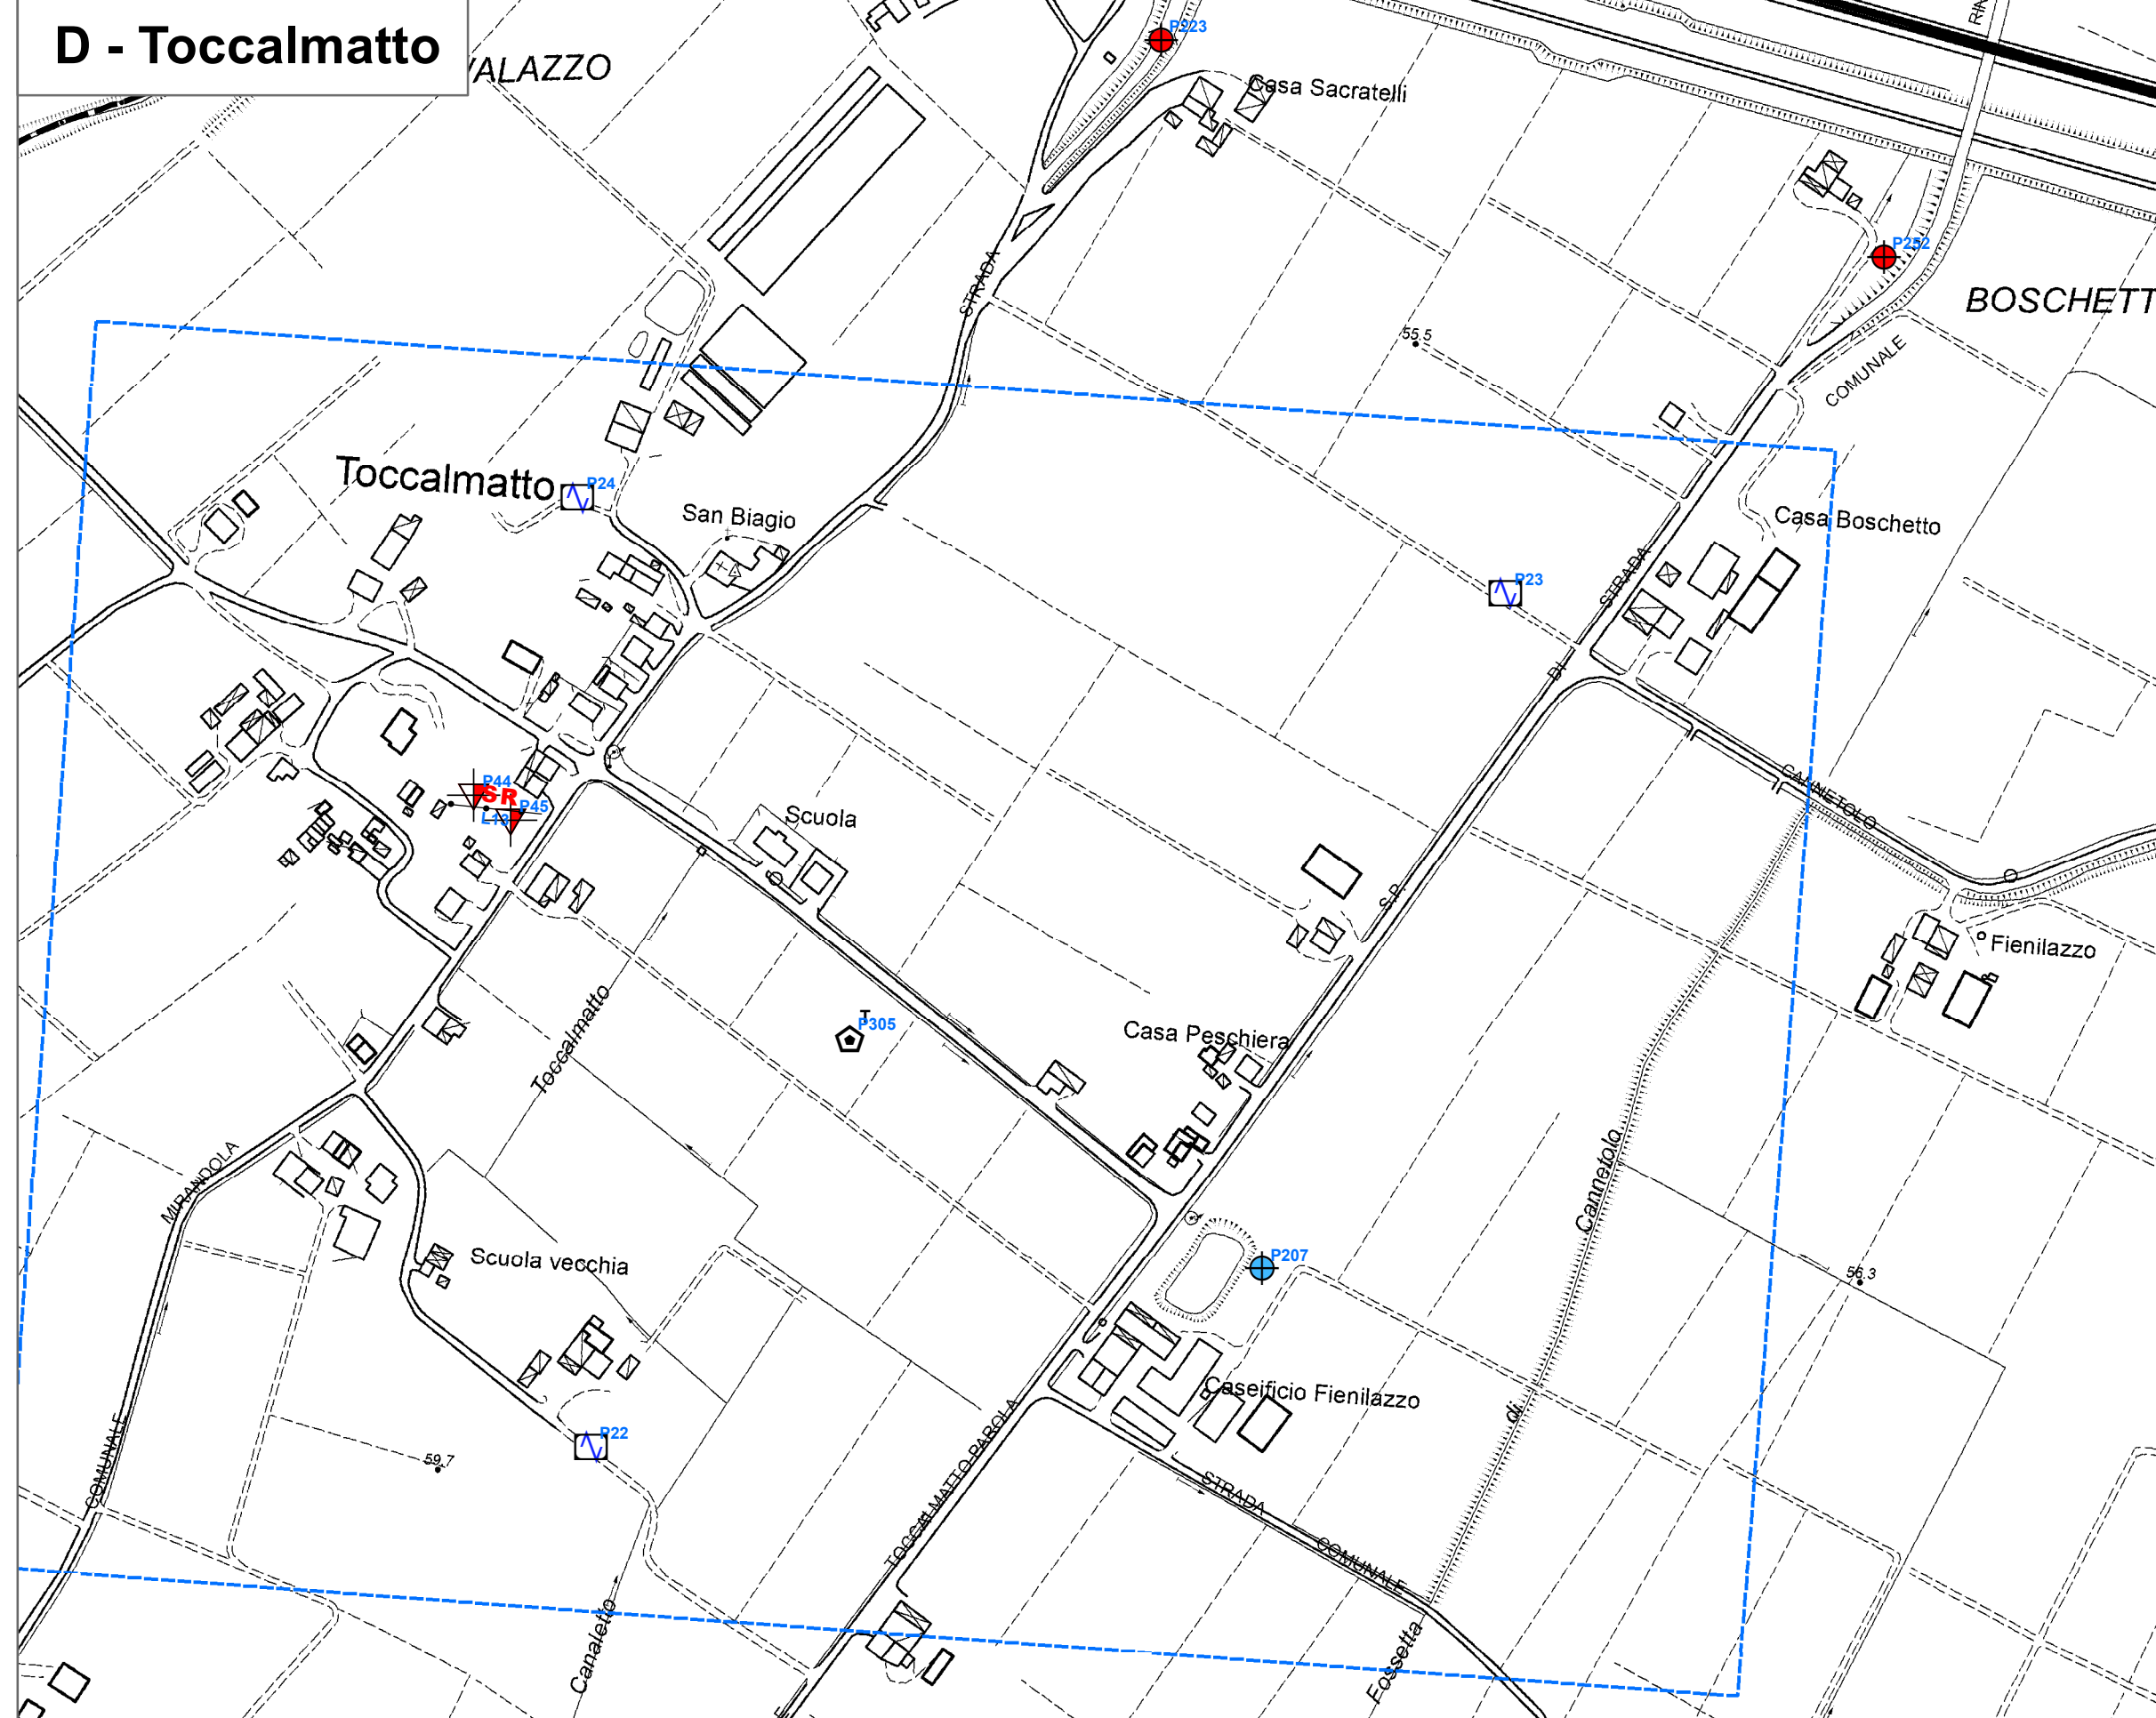 D - Toccalmatto
VALAZZO
P223
Casa Sacratelli
P252
STRADA
BOSCHETT
55.5
COMUNALE
Toccalmatto
P24
San Biagio
Casa Boschetto
P23
STRADA
DI
CANNETOLO
P44
SR
P45
L13
Scuola
S.P.
Fienilazzo
T
P305
Casa Peschiera
Toccalmatto
MIRANDOLA
Cannetolo
Scuola vecchia
P207
56.3
Caseificio Fienilazzo
di
P22
59.7
COMUNALE
TOCCALMATTO-PAROLA
STRADA
COMUNALE
Canaletto
Fossetta